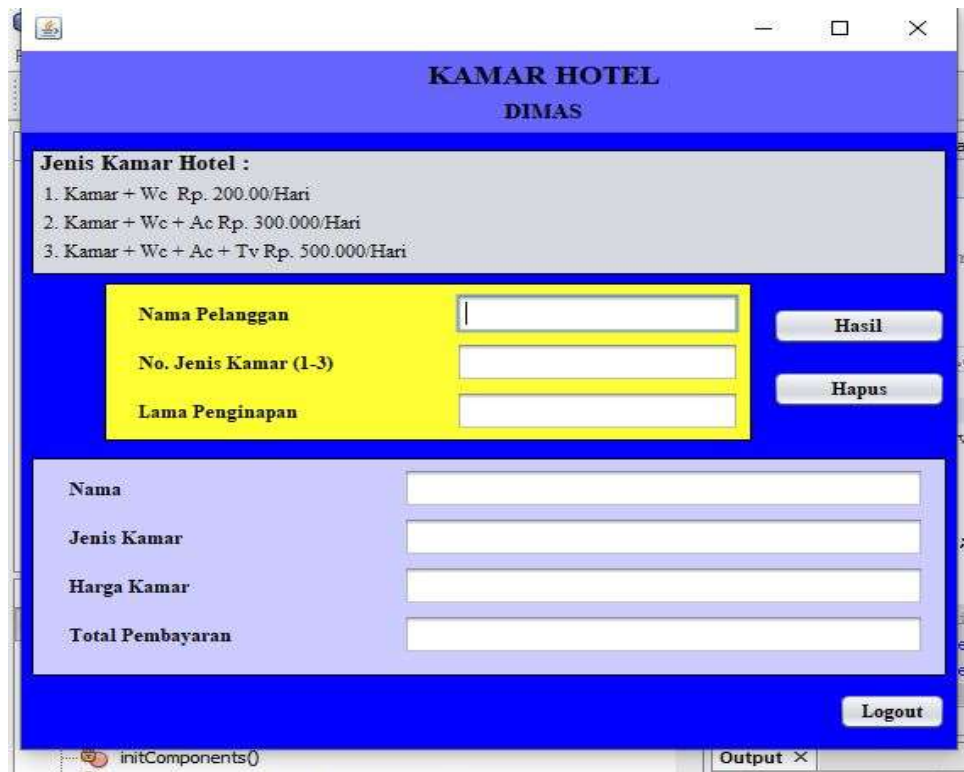 KAMAR HOTEL
DIMAS
Jenis Kamar Hotel :
1. Kamar + Wc Rp. 200.00/Hari
2. Kamar + Wc + Ac Rp. 300.000/Hari
3. Kamar + Wc + Ac + Tv Rp. 500.000/Hari
Nama Pelanggan
Hasil
No. Jenis Kamar (1-3)
Hapus
Lama Penginapan
Nama
Jenis Kamar
Harga Kamar
Total Pembayaran
Logout
initComponents()
Output